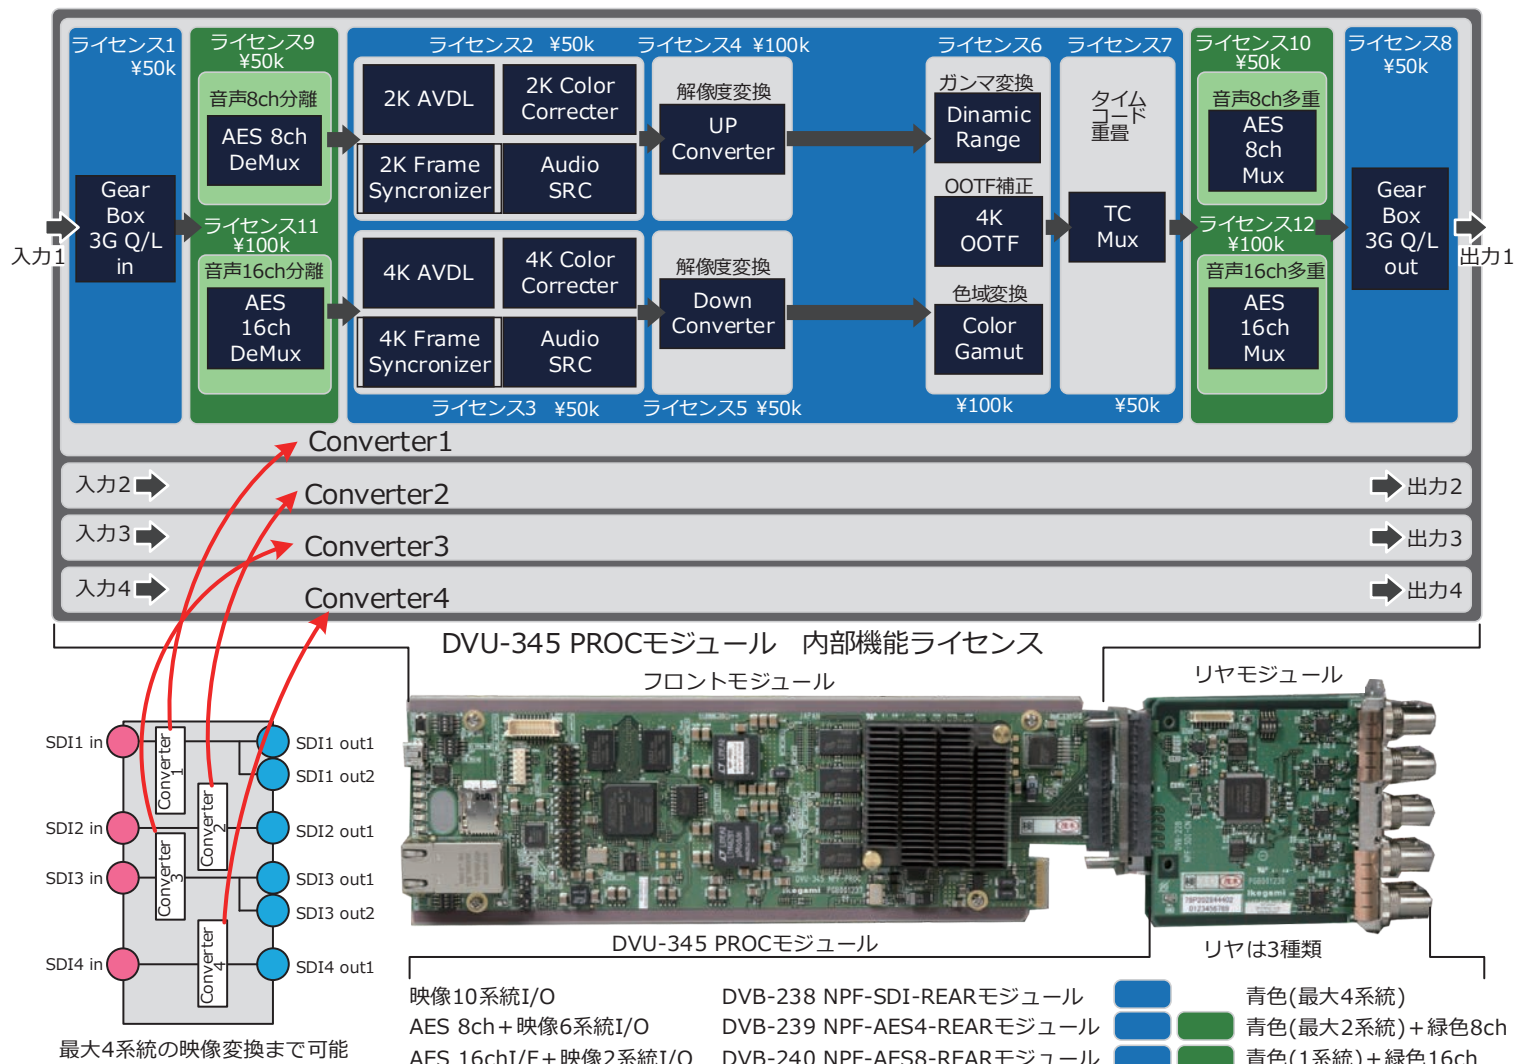 ライセンス1
¥50k
ライセンス9
¥50k
ライセンス2 ¥50k
ライセンス4 ¥100k
ライセンス6
ライセンス7
ライセンス10
¥50k
ライセンス8
¥50k
音声8ch分離
AES 8ch
DeMux
2K AVDL
2K Color
Correcter
2K Frame
Syncronizer
Audio
SRC
解像度変換
UP
Converter
ガンマ変換
Dinamic
Range
タイム
コード
重畳
音声8ch多重
AES
8ch
Mux
入力1
Gear
Box
3G Q/L
in
OOTF補正
4K
OOTF
TC
Mux
Gear
Box
3G Q/L
out
出力1
ライセンス11
¥100k
音声16ch分離
AES
16ch
DeMux
4K AVDL
4K Color
Correcter
4K Frame
Syncronizer
Audio
SRC
解像度変換
Down
Converter
色域変換
Color
Gamut
ライセンス12
¥100k
音声16ch多重
AES
16ch
Mux
ライセンス3 ¥50k
ライセンス5 ¥50k
¥100k
¥50k
Converter1
入力2
Converter2
出力2
入力3
Converter3
出力3
入力4
Converter4
出力4
DVU-345 PROCモジュール 内部機能ライセンス
フロントモジュール
リヤモジュール
SDI1 in
Converter
1
SDI1 out1
SDI1 out2
SDI2 in
Converter
2
SDI2 out1
SDI3 in
Converter
3
SDI3 out1
SDI3 out2
SDI4 in
Converter
4
SDI4 out1
最大4系統の映像変換まで可能
DVU-345 NPF-PROC
ikegami
ikegami
0123456789
DVU-345 PROCモジュール
リヤは3種類
映像10系統I/O
DVB-238 NPF-SDI-REARモジュール
青色(最大4系統)
AES 8ch+映像6系統I/O
DVB-239 NPF-AES4-REARモジュール
青色(最大2系統)+緑色8ch
AES 16chI/F+映像2系統I/O
DVB-240 NPF-AES8-REARモジュール
青色(1系統)+緑色16ch